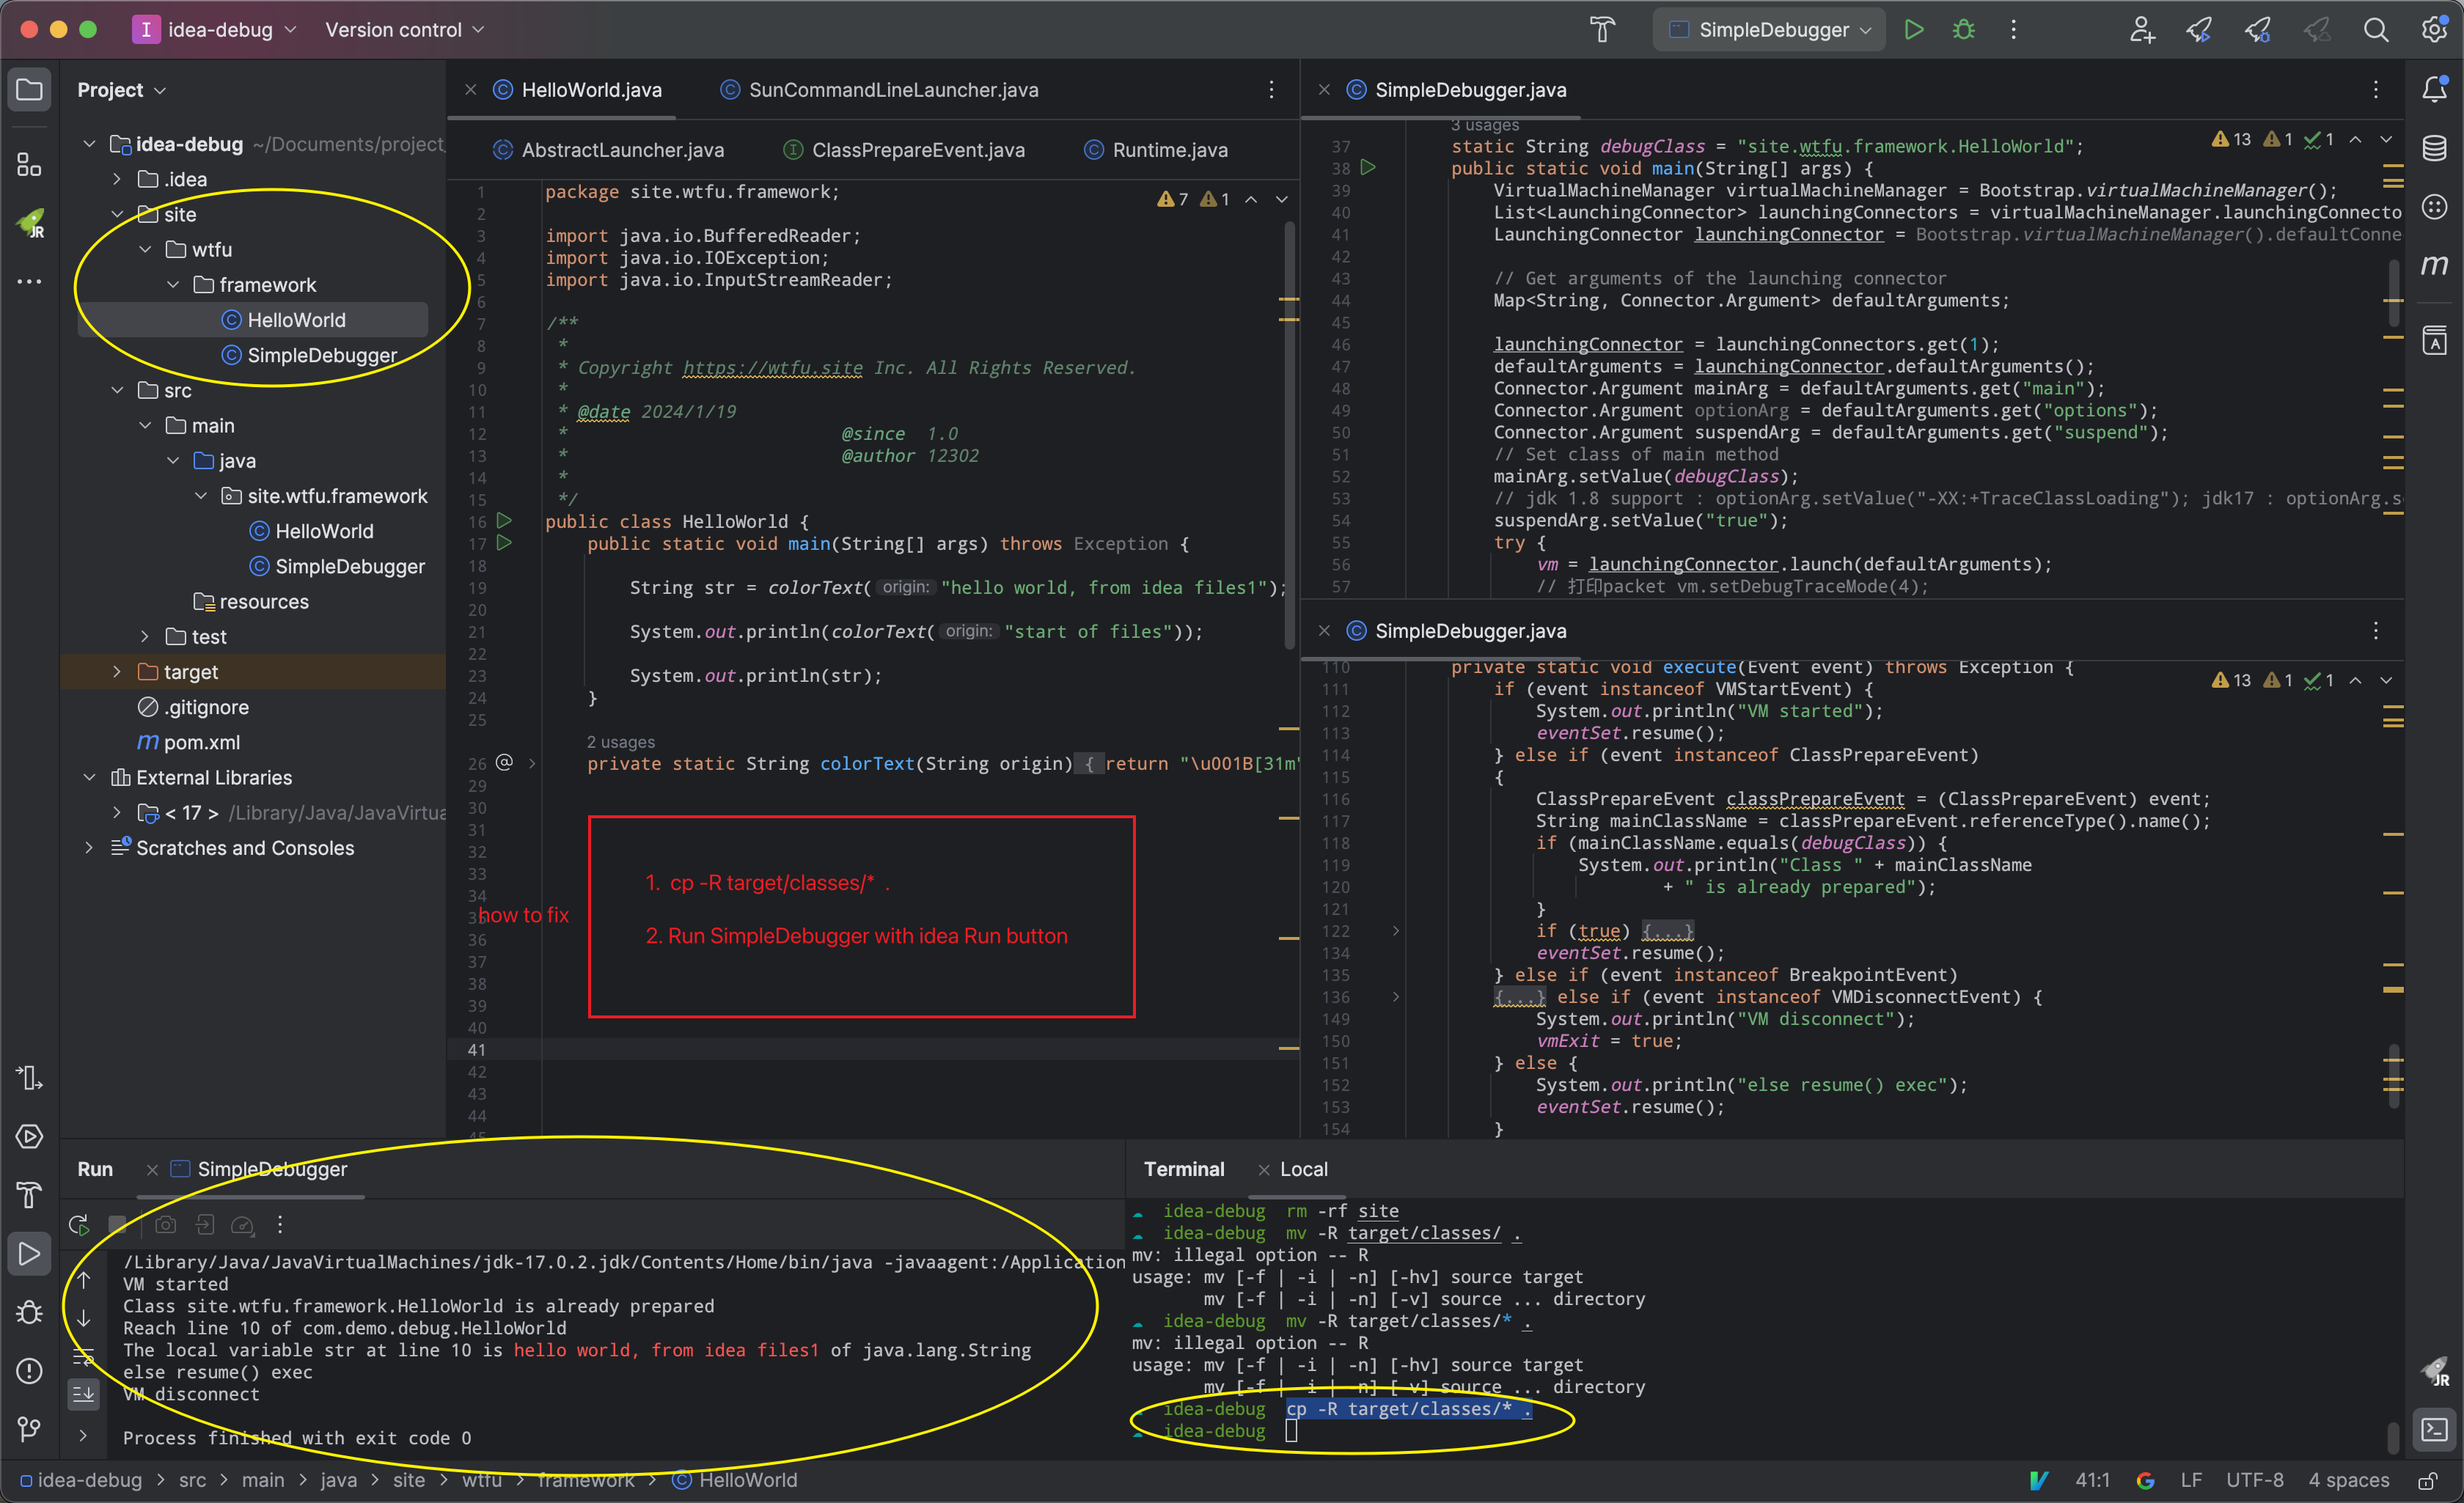 I idea-debug Version control SimpleDebugger
Project
idea-debug ~/Documents/project_
.idea
site
wtfu
framework
HelloWorld
SimpleDebugger
src
main
java
site.wtfu.framework
HelloWorld
SimpleDebugger
resources
test
target
.gitignore
m pom.xml
External Libraries
< 17 > /Library/Java/JavaVirtua
Scratches and Consoles
HelloWorld.java SunCommandLineLauncher.java
AbstractLauncher.java ClassPrepareEvent.java Runtime.java
7 1
1 package site.wtfu.framework;
2
3 import java.io.BufferedReader;
4 import java.io.IOException;
5 import java.io.InputStreamReader;
6
7 /**
8 *
9 * Copyright https://wtfu.site Inc. All Rights Reserved.
10 *
11 * @date 2024/1/19
12 * @since 1.0
13 * @author 12302
14 *
15 */
16 public class HelloWorld {
17 public static void main(String[] args) throws Exception {
18
19 String str = colorText( origin: "hello world, from idea files1");
20
21 System.out.println(colorText( origin: "start of files"));
22
23 System.out.println(str);
24 }
25
2 usages
26 @ private static String colorText(String origin) { return "\u001B[31m"
29
30
31
32
33
34
35
36
37
38
39
40
41
42
43
44
45
how to fix
1. cp -R target/classes/* .
2. Run SimpleDebugger with idea Run button
SimpleDebugger.java
13 1 1
3 usages
37 static String debugClass = "site.wtfu.framework.HelloWorld";
38 public static void main(String[] args) {
39 VirtualMachineManager virtualMachineManager = Bootstrap.virtualMachineManager();
40 List<LaunchingConnector> launchingConnectors = virtualMachineManager.launchingConnecto
41 LaunchingConnector launchingConnector = Bootstrap.virtualMachineManager().defaultConne
42
43 // Get arguments of the launching connector
44 Map<String, Connector.Argument> defaultArguments;
45
46 launchingConnector = launchingConnectors.get(1);
47 defaultArguments = launchingConnector.defaultArguments();
48 Connector.Argument mainArg = defaultArguments.get("main");
49 Connector.Argument optionArg = defaultArguments.get("options");
50 Connector.Argument suspendArg = defaultArguments.get("suspend");
51 // Set class of main method
52 mainArg.setValue(debugClass);
53 // jdk 1.8 support : optionArg.setValue("-XX:+TraceClassLoading"); jdk17 : optionArg.s
54 suspendArg.setValue("true");
55 try {
56 vm = launchingConnector.launch(defaultArguments);
57 // 打印packet vm.setDebugTraceMode(4);
SimpleDebugger.java
13 1 1
110 private static void execute(Event event) throws Exception {
111 if (event instanceof VMStartEvent) {
112 System.out.println("VM started");
113 eventSet.resume();
114 } else if (event instanceof ClassPrepareEvent)
115 {
116 ClassPrepareEvent classPrepareEvent = (ClassPrepareEvent) event;
117 String mainClassName = classPrepareEvent.referenceType().name();
118 if (mainClassName.equals(debugClass)) {
119 System.out.println("Class " + mainClassName
120 + " is already prepared");
121 }
122 if (true) {...}
134 eventSet.resume();
135 } else if (event instanceof BreakpointEvent)
136 {...} else if (event instanceof VMDisconnectEvent) {
149 System.out.println("VM disconnect");
150 vmExit = true;
151 } else {
152 System.out.println("else resume() exec");
153 eventSet.resume();
154 }
Run SimpleDebugger
/Library/Java/JavaVirtualMachines/jdk-17.0.2.jdk/Contents/Home/bin/java -javaagent:/Application
VM started
Class site.wtfu.framework.HelloWorld is already prepared
Reach line 10 of com.demo.debug.HelloWorld
The local variable str at line 10 is hello world, from idea files1 of java.lang.String
else resume() exec
VM disconnect
Process finished with exit code 0
Terminal Local
idea-debug rm -rf site
idea-debug mv -R target/classes/ .
mv: illegal option -- R
usage: mv [-f | -i | -n] [-hv] source target
mv [-f | -i | -n] [-v] source ... directory
idea-debug mv -R target/classes/* .
mv: illegal option -- R
usage: mv [-f | -i | -n] [-hv] source target
mv [-f | -i | -n] [-v] source ... directory
idea-debug cp -R target/classes/* .
idea-debug
idea-debug > src > main > java > site > wtfu > framework > HelloWorld
41:1 LF UTF-8 4 spaces